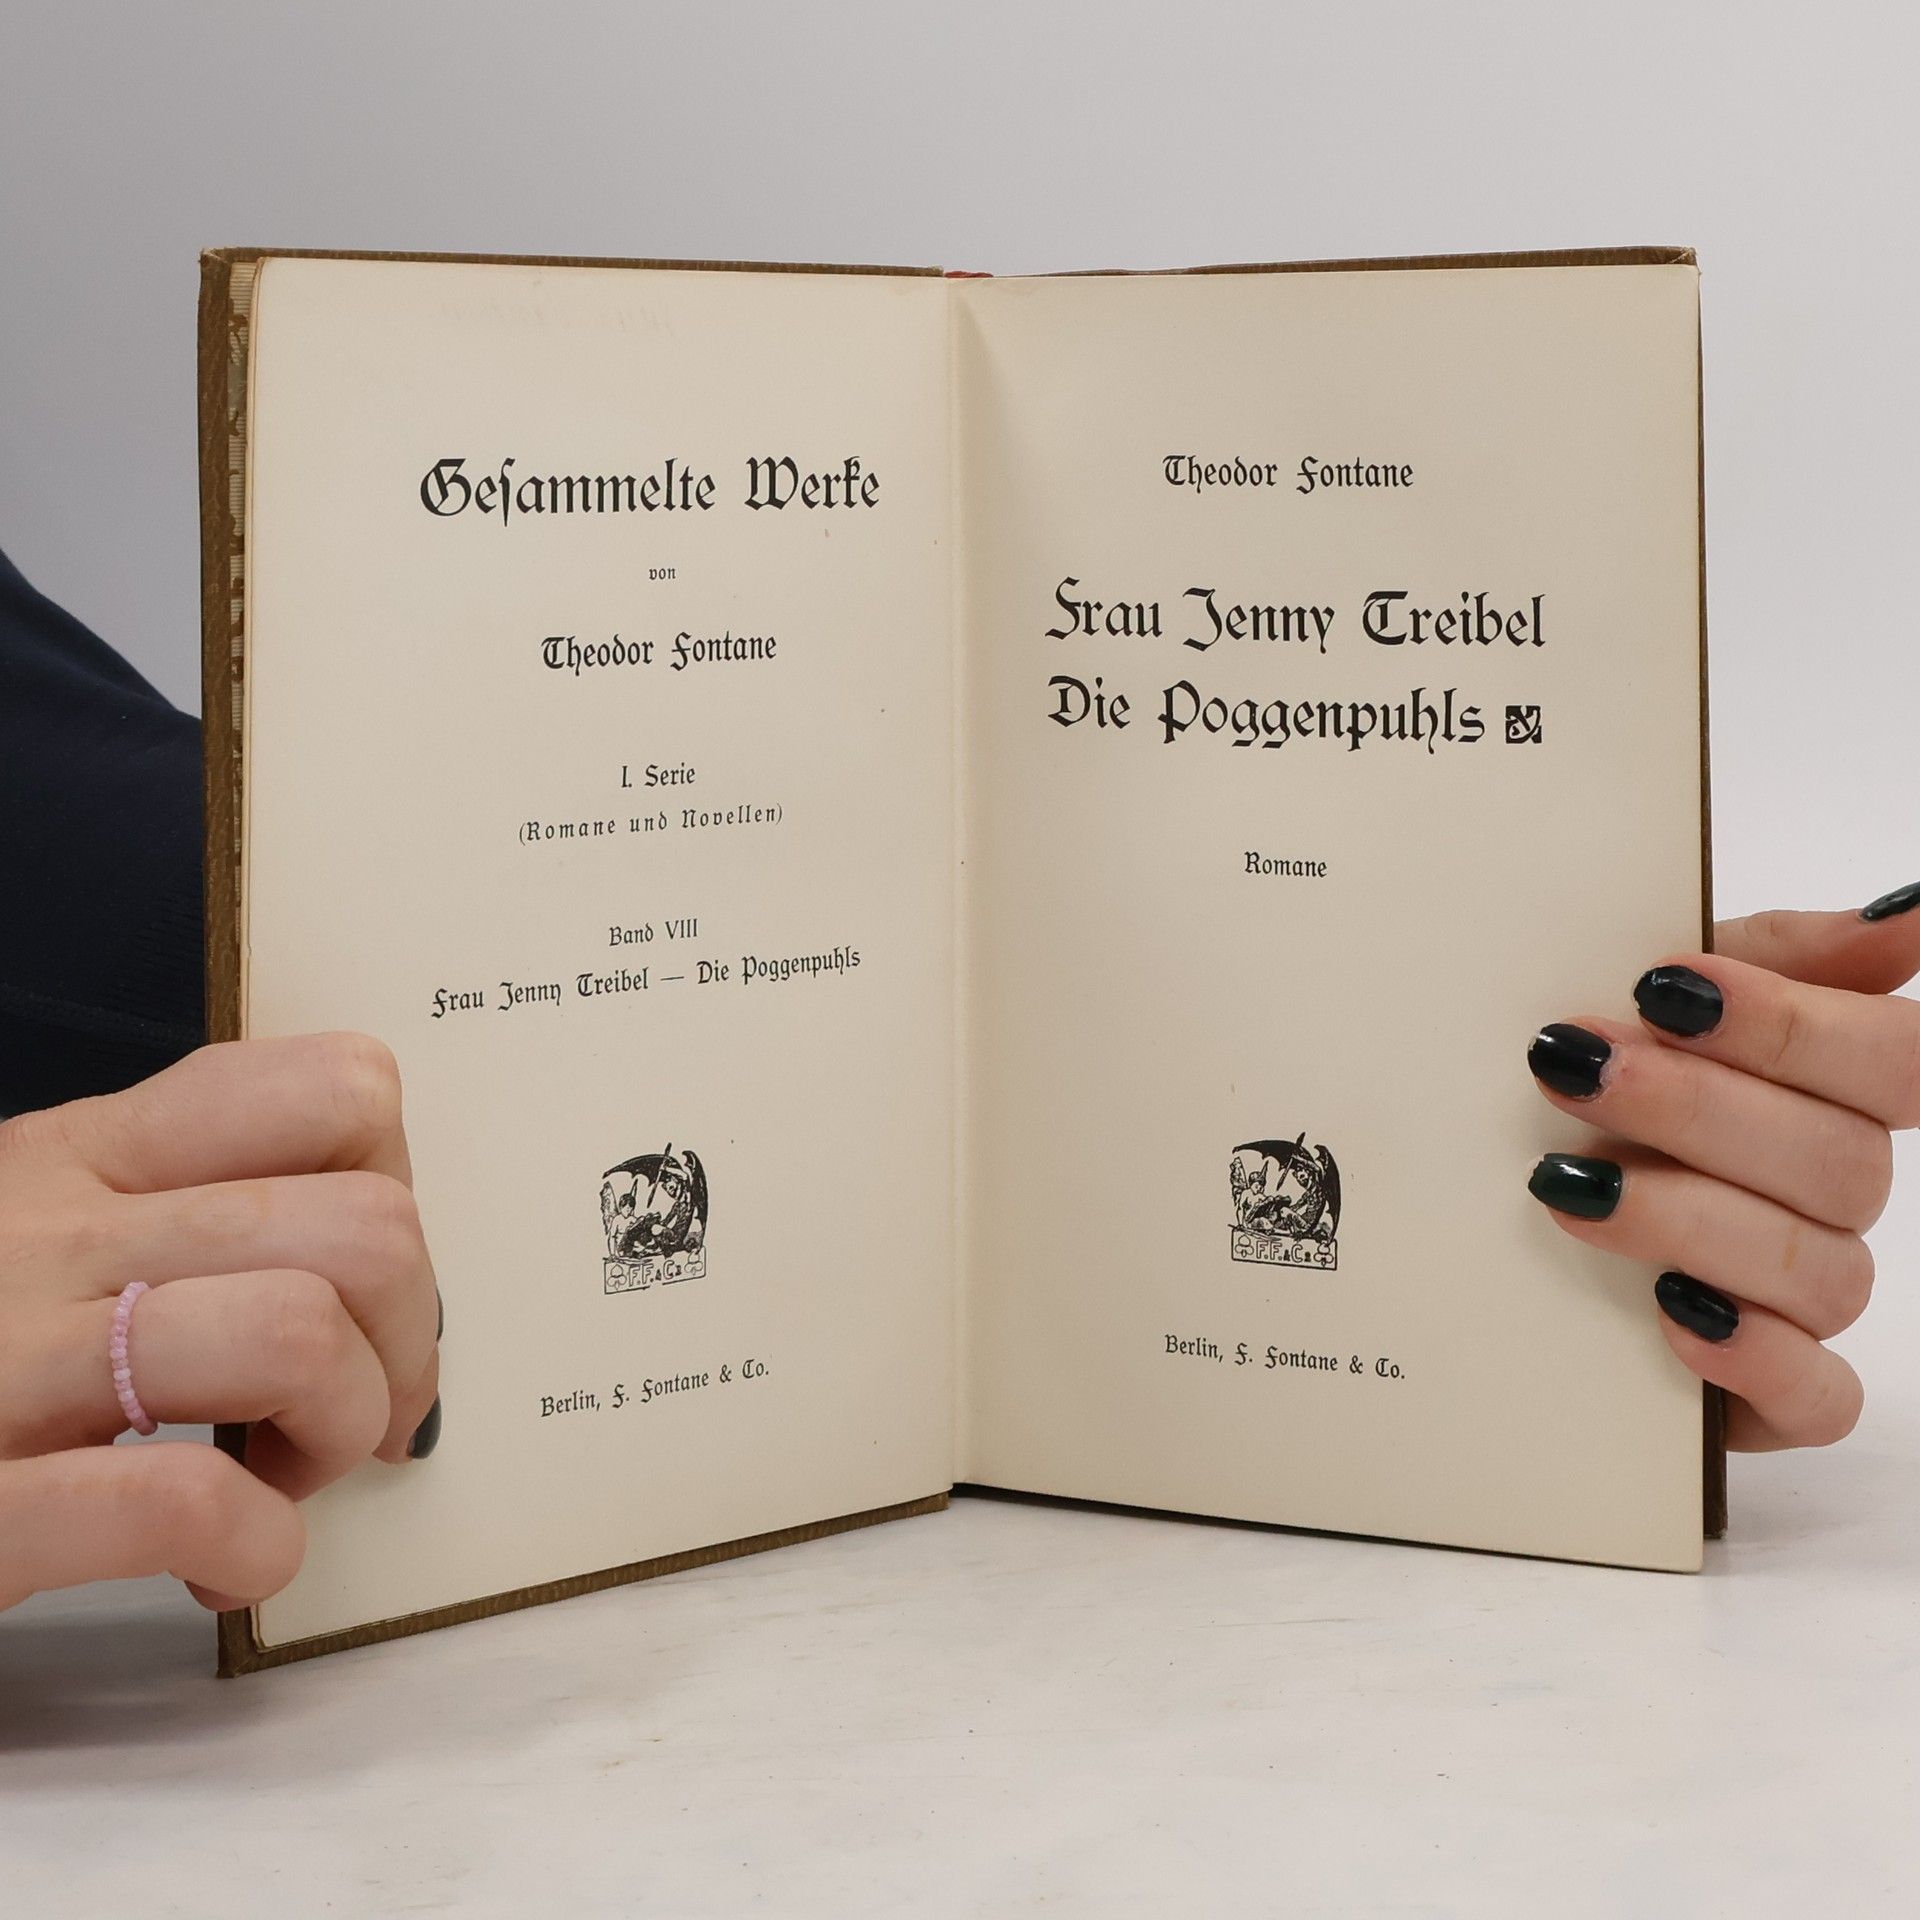 Geſammelte Werke
von
Theodor Fontane
I. Serie
(Romane und Novellen)
Band VIII
Frau Jenny Treibel — Die Poggenpuhls
F.F.&Co
Berlin, F. Fontane & Co.
Theodor Fontane
Frau Jenny Treibel
Die Poggenpuhls
Romane
F.F.&Co
Berlin, F. Fontane & Co.